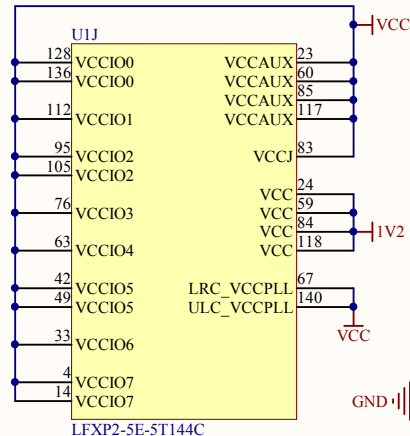 U1J
VCC
128 VCCIO0 VCCAUX 23
136 VCCIO0 VCCAUX 60
VCCAUX 85
112 VCCIO1 VCCAUX 117
95 VCCIO2 VCCJ 83
105 VCCIO2
VCC 24
76 VCCIO3 VCC 59
VCC 84 1V2
63 VCCIO4 VCC 118
42 VCCIO5 LRC_VCCPLL 67
49 VCCIO5 ULC_VCCPLL 140
33 VCCIO6 VCC
4 VCCIO7
14 VCCIO7 GND
LFXP2-5E-5T144C